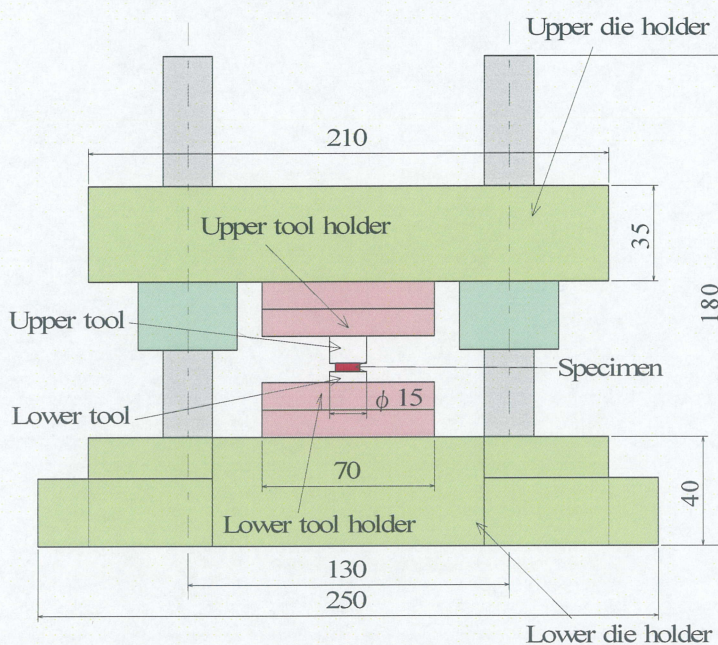 Upper die holder
210
Upper tool holder
35
180
Upper tool
Specimen
Lower tool
ϕ 15
70
40
Lower tool holder
130
250
Lower die holder